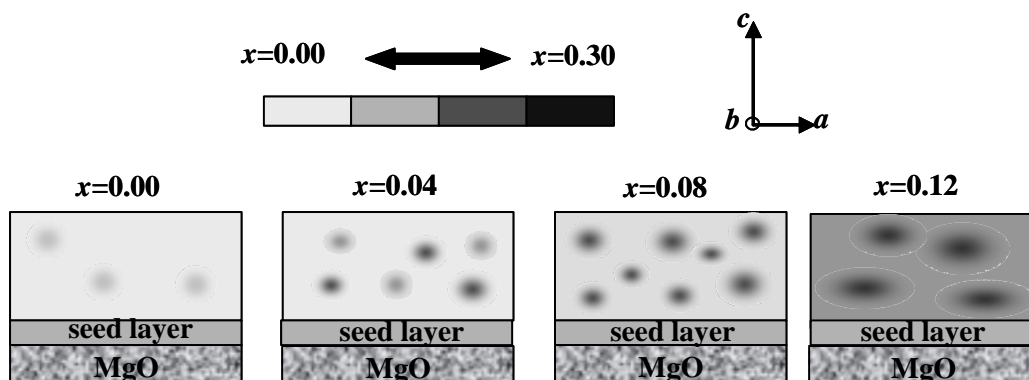 x=0.00 x=0.30
c
b a
x=0.00 x=0.04 x=0.08 x=0.12
seed layer seed layer seed layer seed layer
MgO MgO MgO MgO